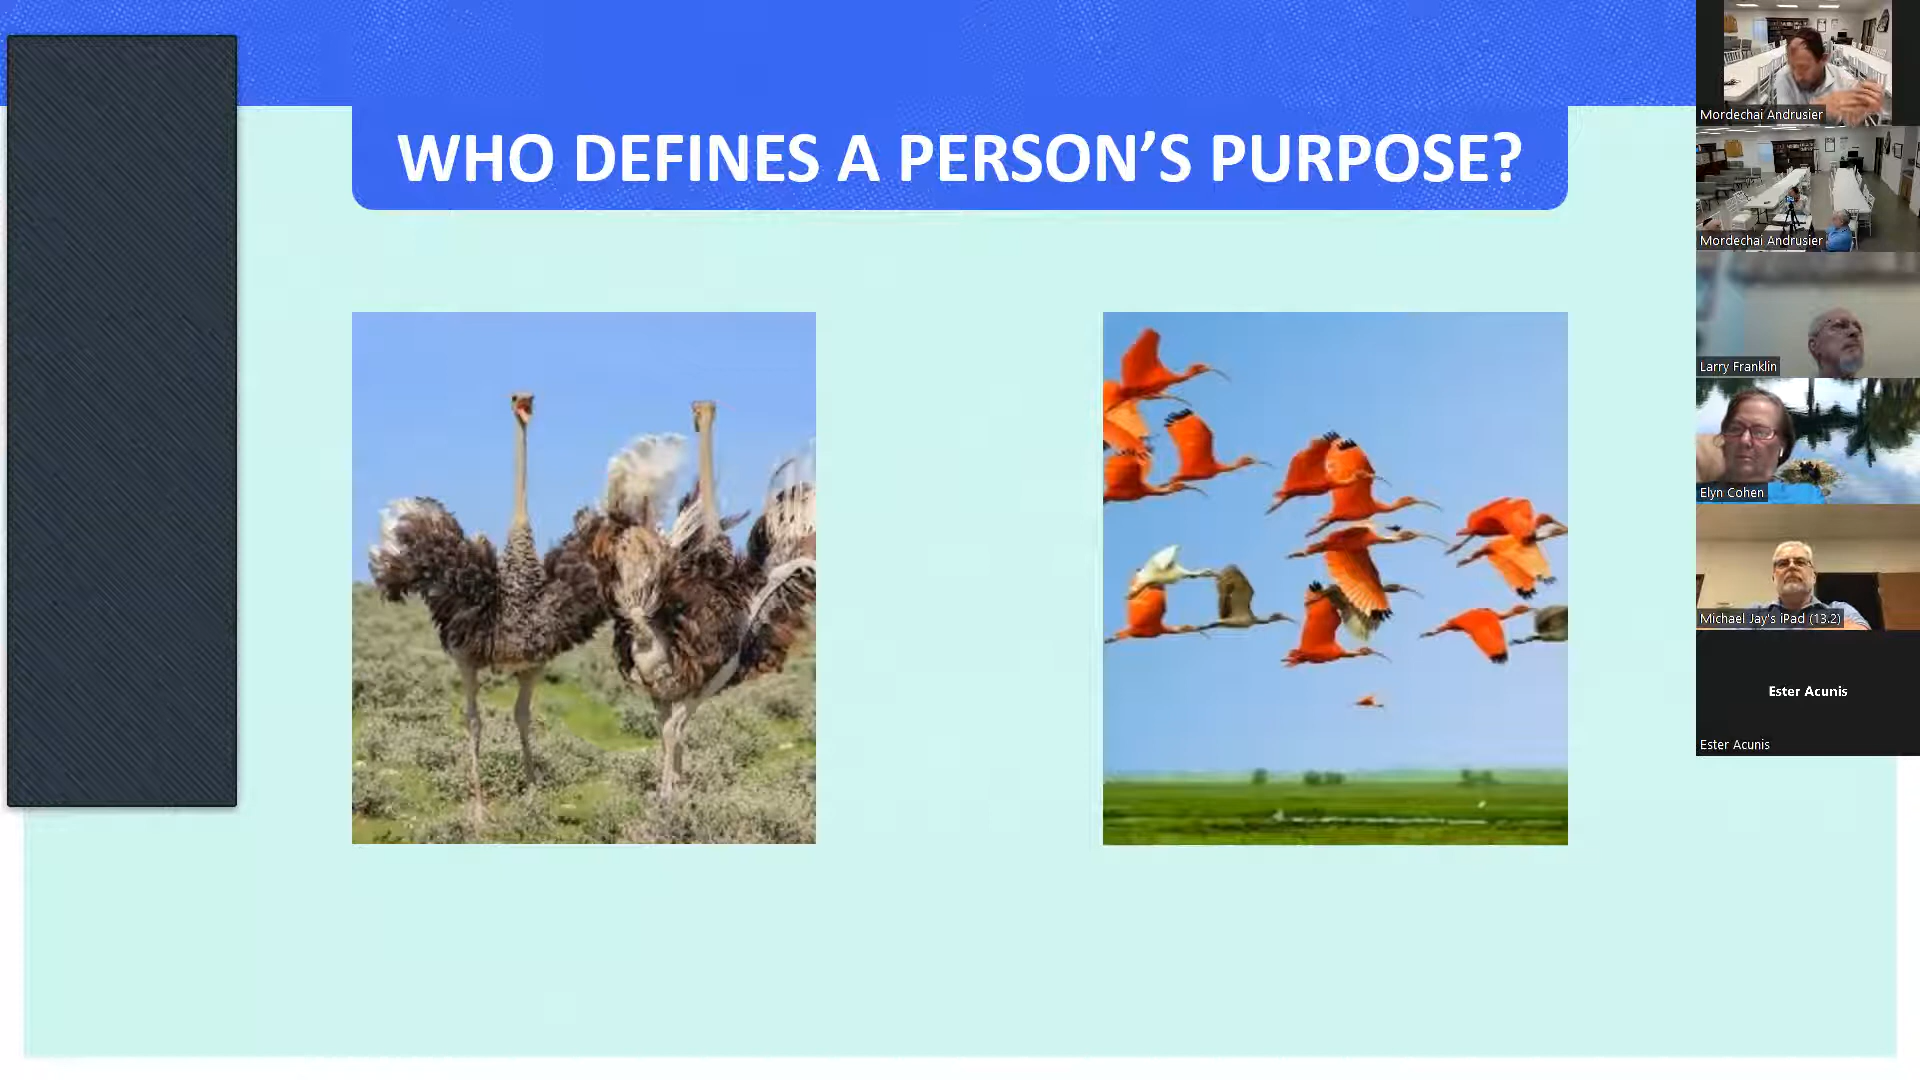 WHO DEFINES A PERSON’S PURPOSE?
Mordechai Andrusier
Mordechai Andrusier
Larry Franklin
Elyn Cohen
Michael Jay's iPad (13.2)
Ester Acunis
Ester Acunis